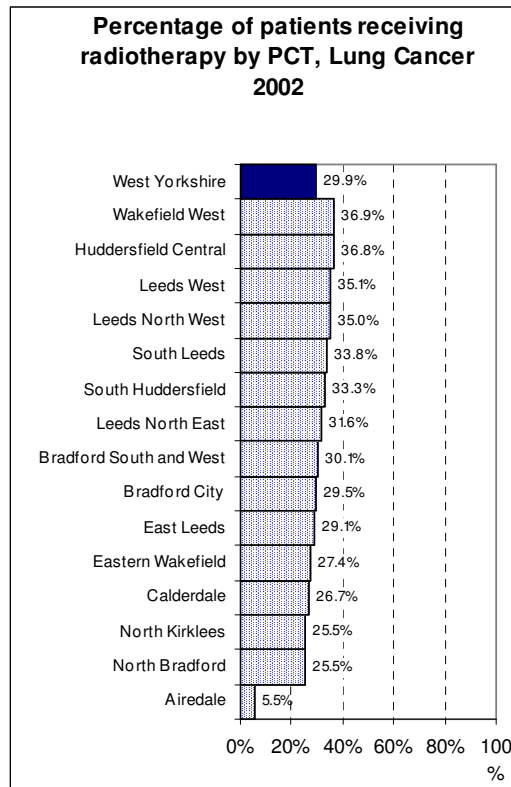 Percentage of patients receiving
radiotherapy by PCT, Lung Cancer
2002
West Yorkshire 29.9%
Wakefield West 36.9%
Huddersfield Central 36.8%
Leeds West 35.1%
Leeds North West 35.0%
South Leeds 33.8%
South Huddersfield 33.3%
Leeds North East 31.6%
Bradford South and West 30.1%
Bradford City 29.5%
East Leeds 29.1%
Eastern Wakefield 27.4%
Calderdale 26.7%
North Kirklees 25.5%
North Bradford 25.5%
Airedale 5.5%
0% 20% 40% 60% 80% 100
%